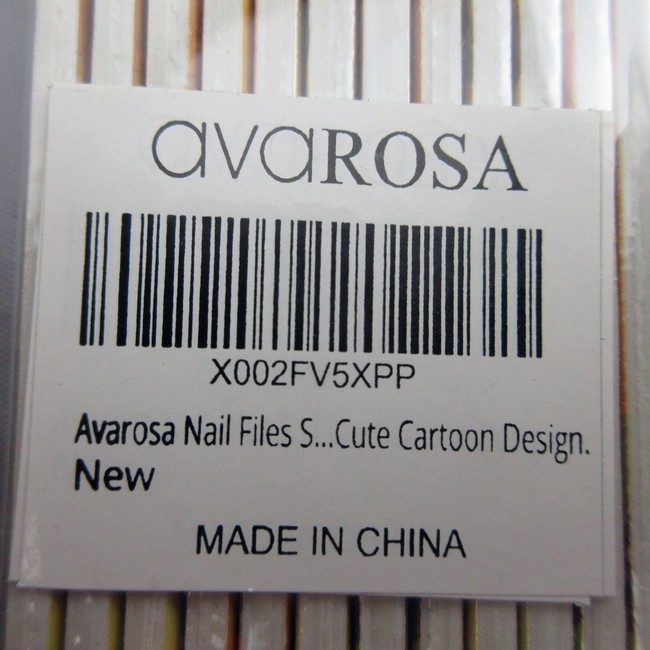 avaROSA
X002FV5XPP
Avarosa Nail Files S...Cute Cartoon Design.
New
MADE IN CHINA